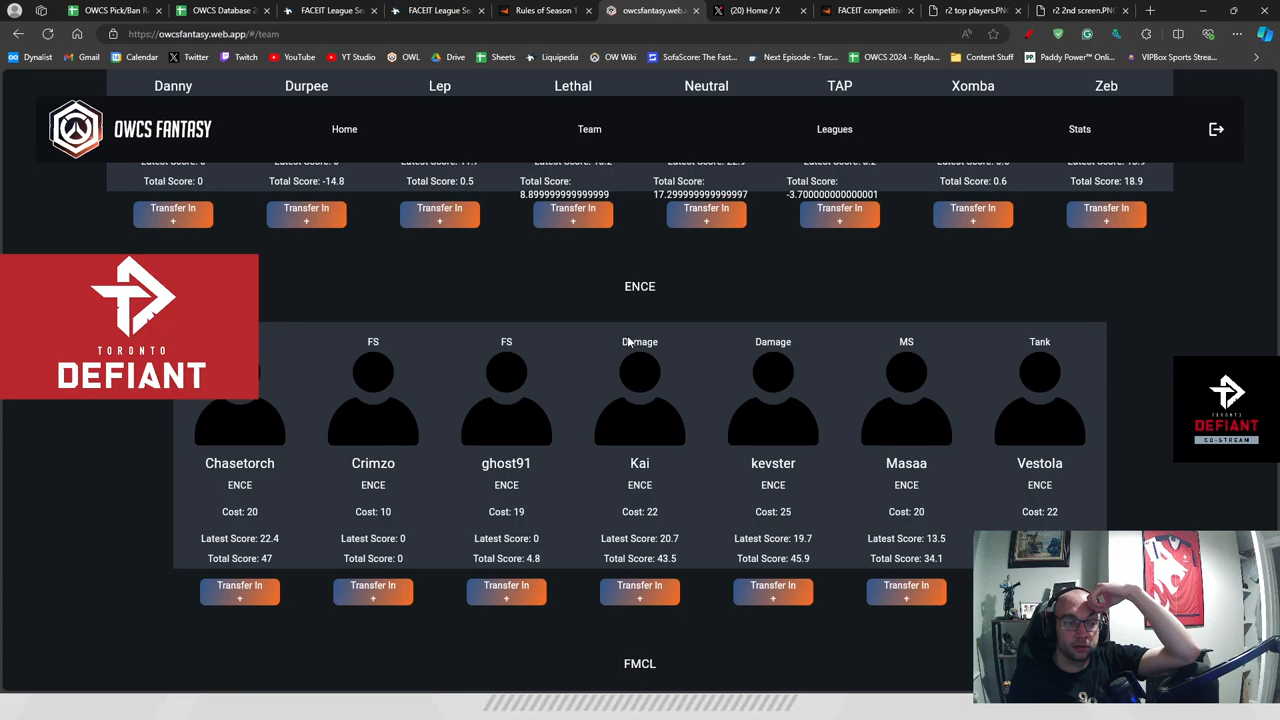 OWCS Pick/Ban R
OWCS Database 2
FACEIT League Se
FACEIT League Se
Rules of Season 1
owcsfantasy.web.
(20) Home / X
FACEIT competitiv
r2 top players.PNG
r2 2nd screen.PNG
https://owcsfantasy.web.app/#/team
Dynalist
Gmail
Calendar
Twitter
Twitch
YouTube
YT Studio
OWL
Drive
Sheets
Liquipedia
OW Wiki
SofaScore: The Fast...
Next Episode - Trac...
OWCS 2024 - Repla...
Content Stuff
Paddy Power™ Onli...
VIPBox Sports Strea...
Danny Durpee Lep Lethal Neutral TAP Xomba Zeb
OWCS FANTASY
Home Team Leagues Stats
Total Score: 0
Total Score: -14.8
Total Score: 0.5
Total Score:
8.899999999999999
Total Score:
17.299999999999997
Total Score:
-3.700000000000001
Total Score: 0.6
Total Score: 18.9
Transfer In
+
Transfer In
+
Transfer In
+
Transfer In
+
Transfer In
+
Transfer In
+
Transfer In
+
Transfer In
+
ENCE
TORONTO
DEFIANT
FS FS Damage Damage MS Tank
Chasetorch Crimzo ghost91 Kai kevster Masaa Vestola
ENCE ENCE ENCE ENCE ENCE ENCE ENCE
Cost: 20 Cost: 10 Cost: 19 Cost: 22 Cost: 25 Cost: 20 Cost: 22
Latest Score: 22.4 Latest Score: 0 Latest Score: 0 Latest Score: 20.7 Latest Score: 19.7 Latest Score: 13.5
Total Score: 47 Total Score: 0 Total Score: 4.8 Total Score: 43.5 Total Score: 45.9 Total Score: 34.1
Transfer In
+
Transfer In
+
Transfer In
+
Transfer In
+
Transfer In
+
Transfer In
+
TORONTO
DEFIANT
CO-STREAM
FMCL